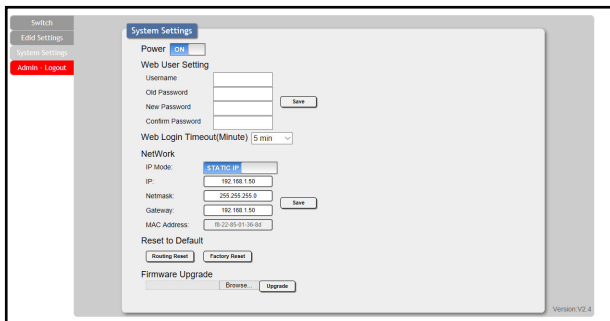 Switch
Edid Settings
System Settings
Admin - Logout
System Settings
Power ON
Web User Setting
Username
Old Password
New Password
Save
Confirm Password
Web Login Timeout(Minute) 5 min
NetWork
IP Mode: STATIC IP
IP: 192.168.1.50
Netmask: 255.255.255.0
Save
Gateway: 192.168.1.50
MAC Address: f8-22-85-01-36-8d
Reset to Default
Routing Reset Factory Reset
Firmware Upgrade
Browse... Upgrade
Version:V2.4